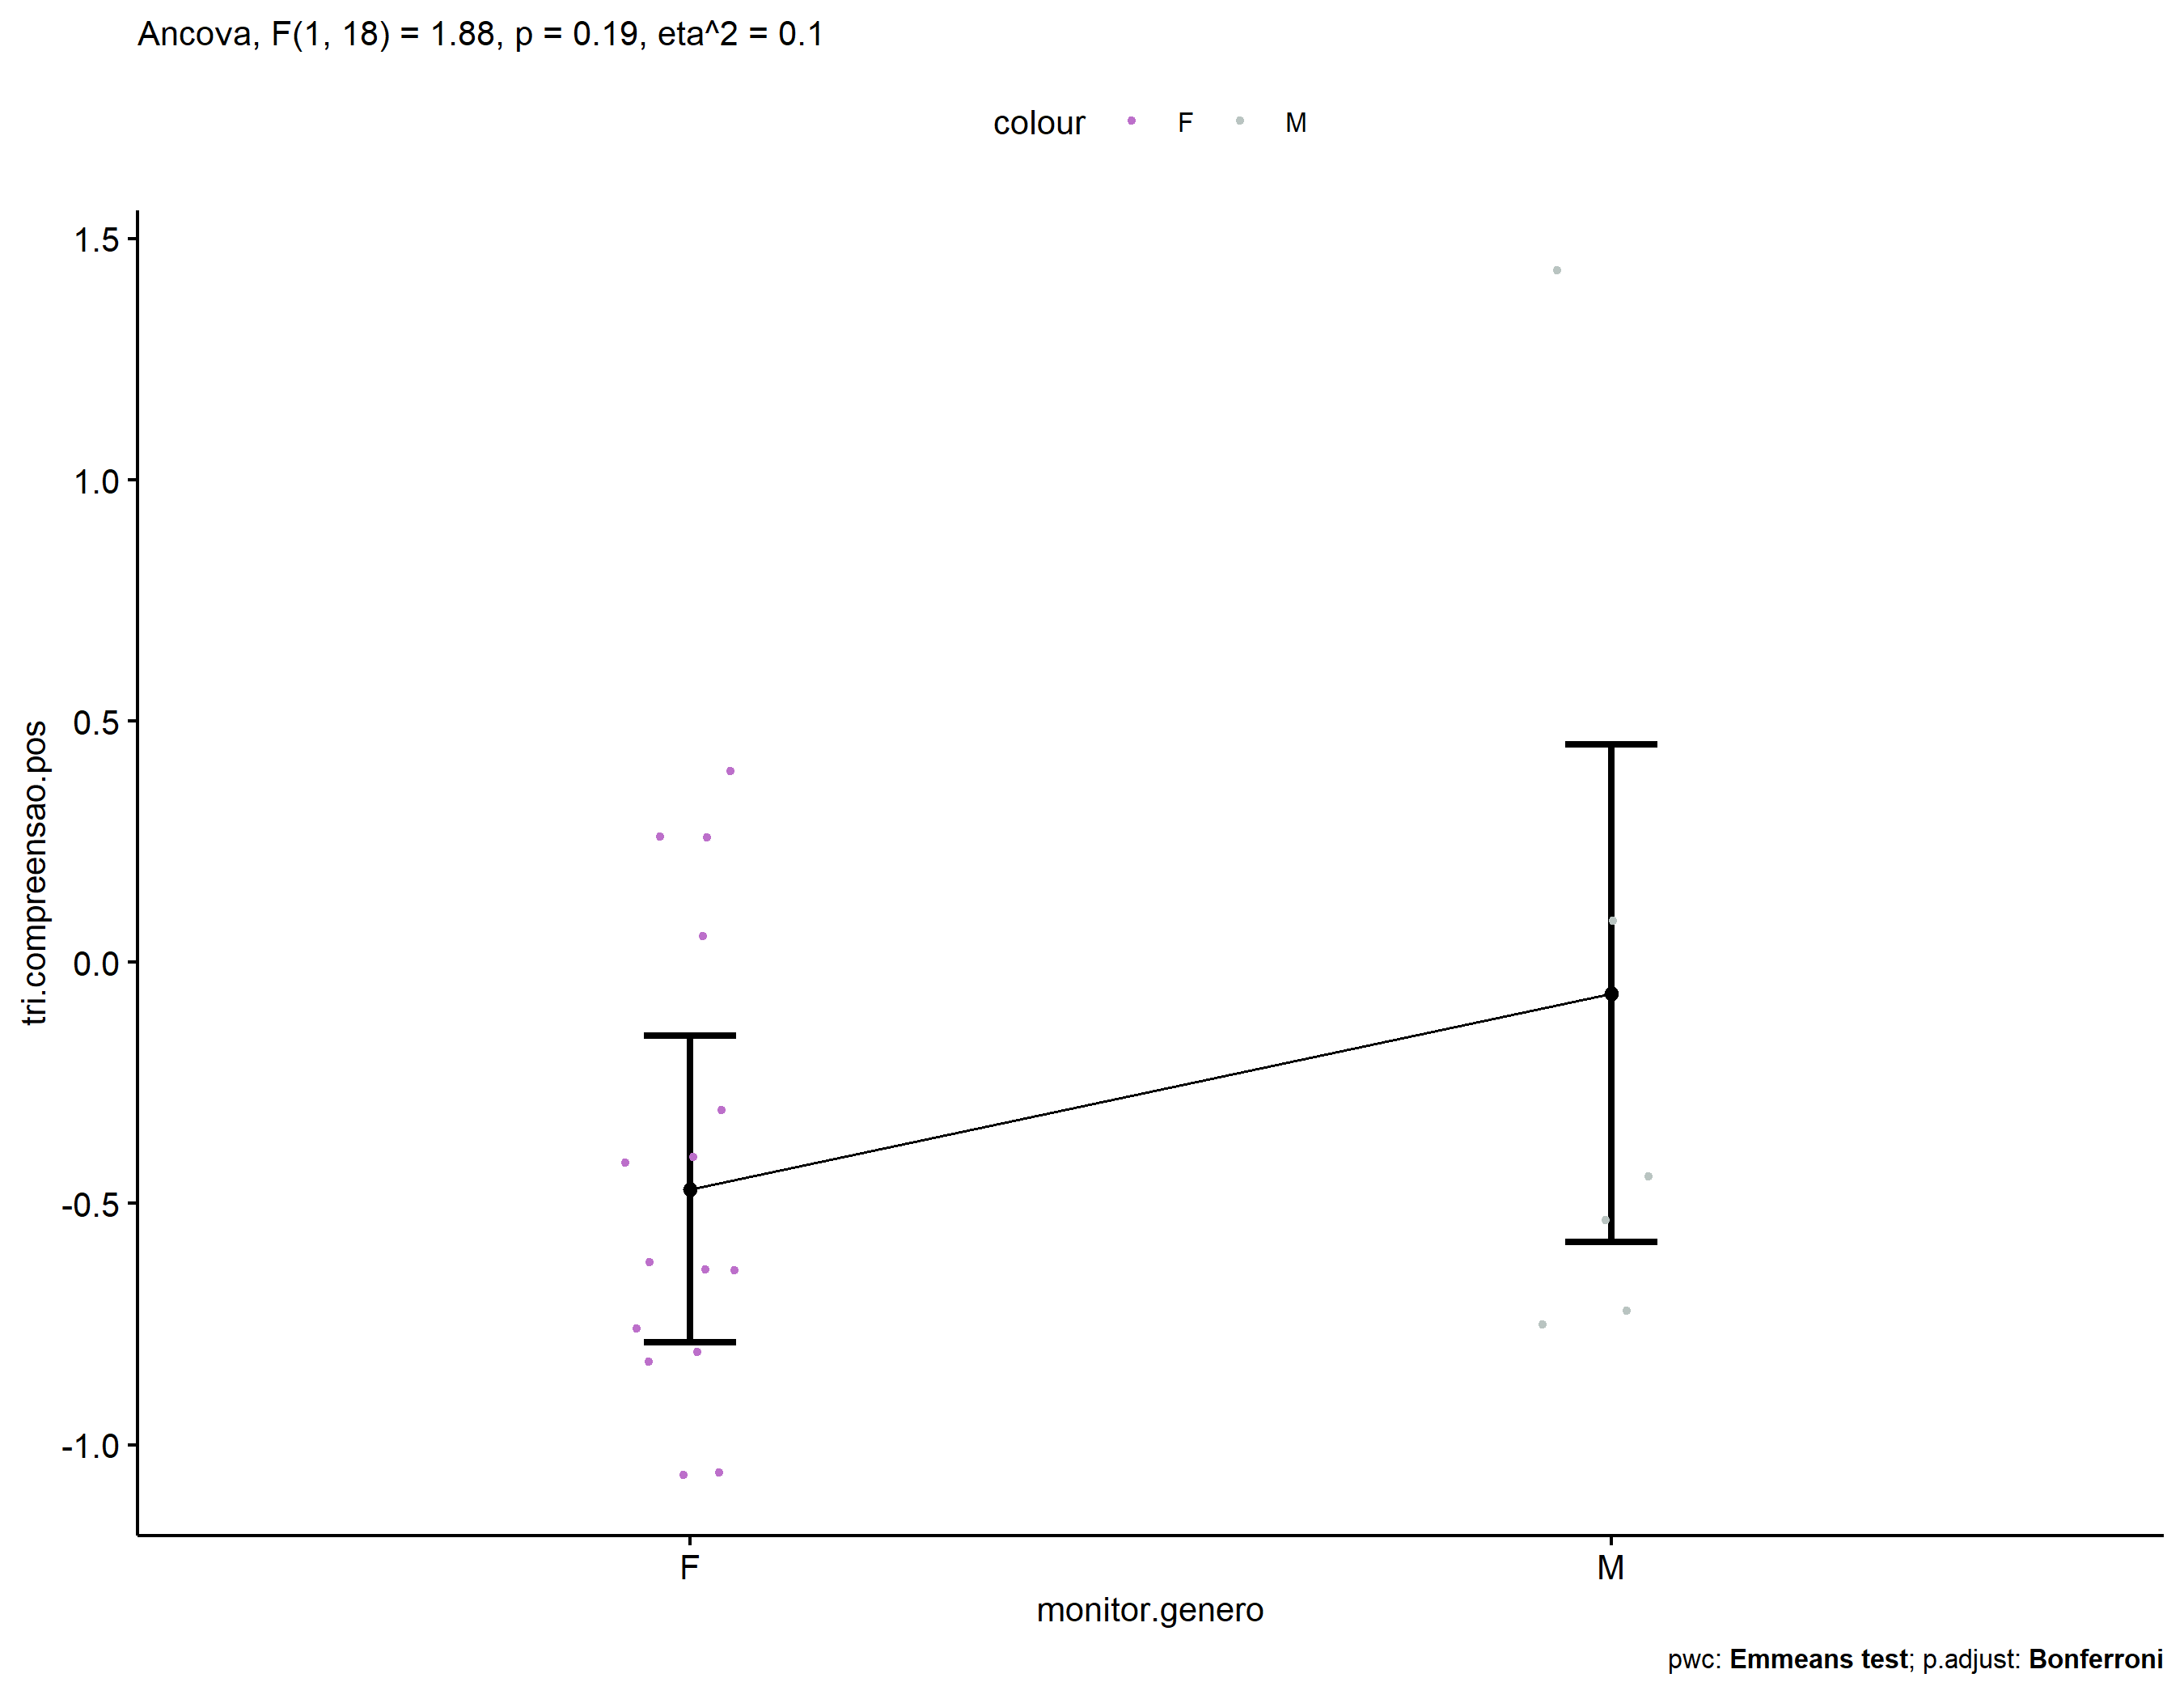 Ancova, F(1, 18) = 1.88, p = 0.19, eta^2 = 0.1
colour F M
1.5
1.0
0.5
0.0
-0.5
-1.0
tri.compreensao.pos
F M
monitor.genero
pwc: Emmeans test; p.adjust: Bonferroni